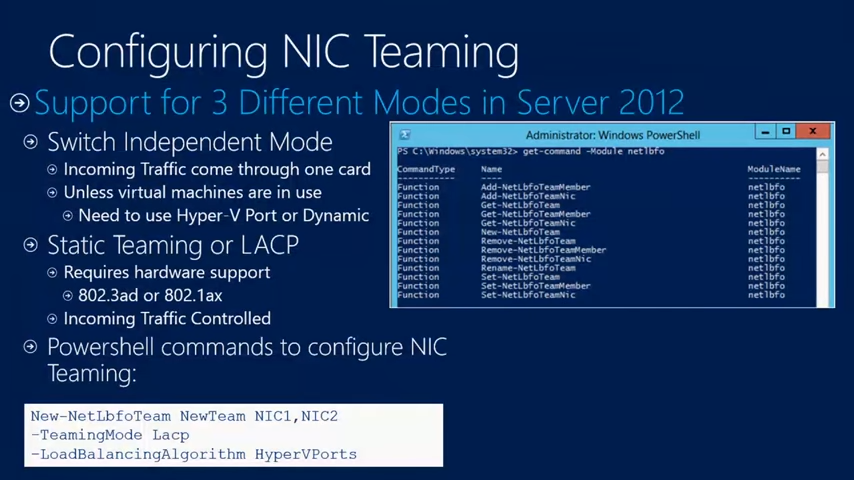 Configuring NIC Teaming
Support for 3 Different Modes in Server 2012
Switch Independent Mode
Incoming Traffic come through one card
Unless virtual machines are in use
Need to use Hyper-V Port or Dynamic
Static Teaming or LACP
Requires hardware support
802.3ad or 802.1ax
Incoming Traffic Controlled
Powershell commands to configure NIC
Teaming:
New-NetLbfoTeam NewTeam NIC1,NIC2
-TeamingMode Lacp
-LoadBalancingAlgorithm HyperVPorts
Administrator: Windows PowerShell
PS C:\Windows\system32> get-command -Module netlbfo
CommandType Name ModuleName
----------- ---- ----------
Function Add-NetLbfoTeamMember netlbfo
Function Add-NetLbfoTeamNic netlbfo
Function Get-NetLbfoTeam netlbfo
Function Get-NetLbfoTeamMember netlbfo
Function Get-NetLbfoTeamNic netlbfo
Function New-NetLbfoTeam netlbfo
Function Remove-NetLbfoTeam netlbfo
Function Remove-NetLbfoTeamMember netlbfo
Function Remove-NetLbfoTeamNic netlbfo
Function Rename-NetLbfoTeam netlbfo
Function Set-NetLbfoTeam netlbfo
Function Set-NetLbfoTeamMember netlbfo
Function Set-NetLbfoTeamNic netlbfo